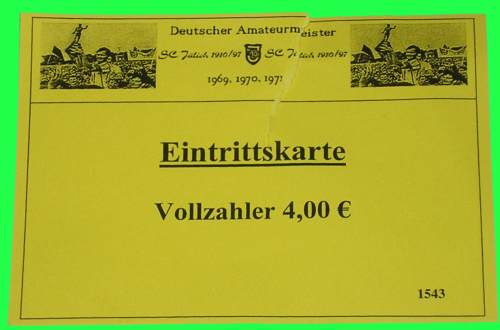 Deutscher Amateurmeister
SC Jülich 1910/97 SC Jülich 1910/97
1969, 1970, 1971
Eintrittskarte
Vollzahler 4,00 €
1543